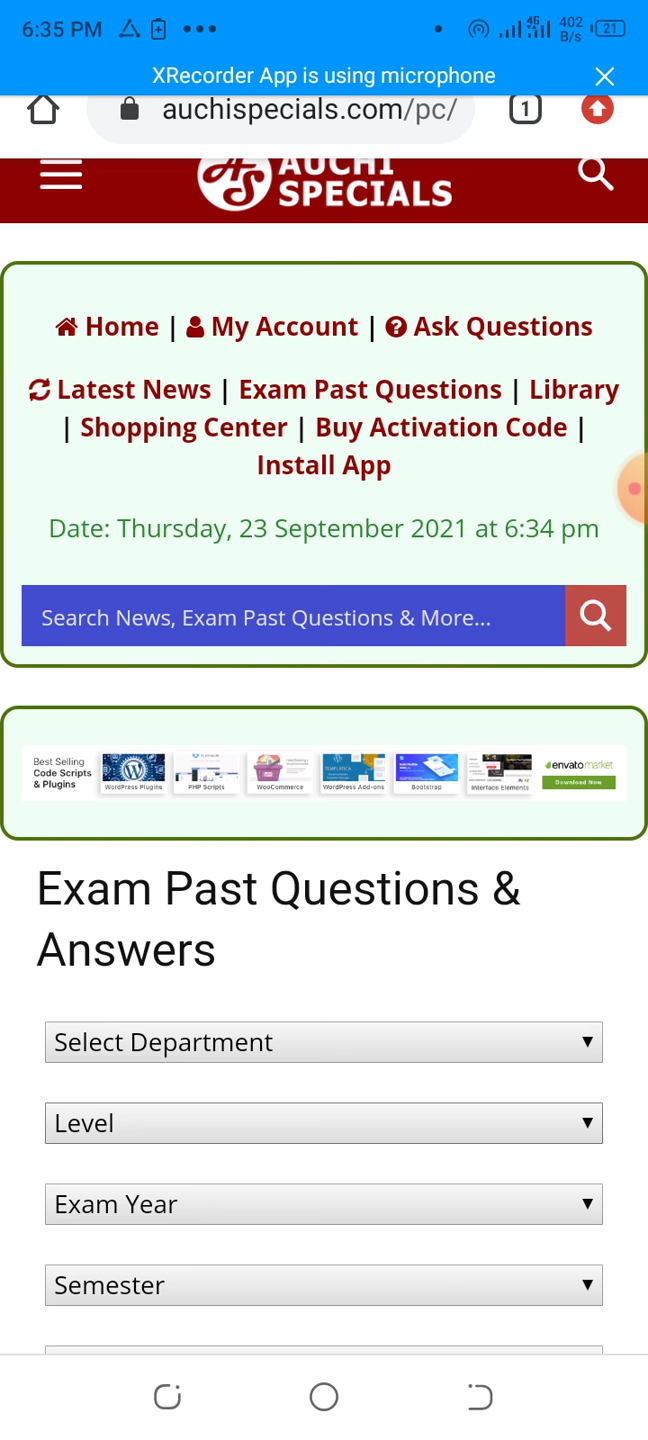 6:35 PM
4G 402 B/s 21
XRecorder App is using microphone
auchispecials.com/pc/ 1
AS AUCHI
SPECIALS
Home | My Account | Ask Questions
Latest News | Exam Past Questions | Library
| Shopping Center | Buy Activation Code |
Install App
Date: Thursday, 23 September 2021 at 6:34 pm
Search News, Exam Past Questions & More...
Best Selling
Code Scripts
& Plugins
WordPress Plugins PHP Scripts WooCommerce WordPress Add-ons Bootstrap Interface Elements
envatomarket
Download Now
Exam Past Questions &
Answers
Select Department
Level
Exam Year
Semester